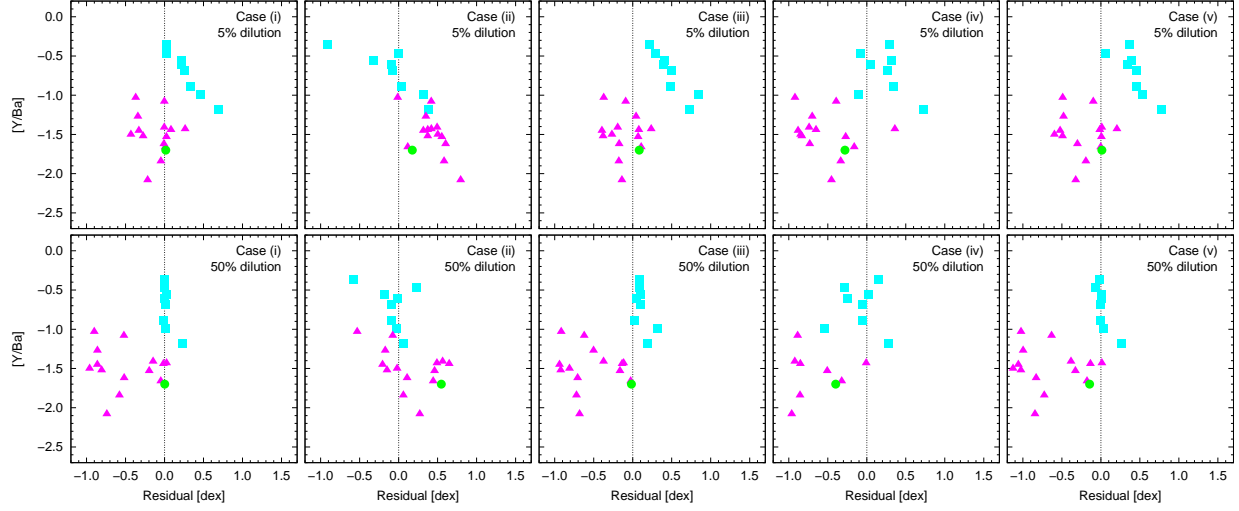 Case (i)
5% dilution
Case (ii)
5% dilution
Case (iii)
5% dilution
Case (iv)
5% dilution
Case (v)
5% dilution
[Y/Ba]
0.0
−0.5
−1.0
−1.5
−2.0
−2.5
Case (i)
50% dilution
Case (ii)
50% dilution
Case (iii)
50% dilution
Case (iv)
50% dilution
Case (v)
50% dilution
[Y/Ba]
0.0
−0.5
−1.0
−1.5
−2.0
−2.5
−1.0 −0.5 0.0 0.5 1.0 1.5
−1.0 −0.5 0.0 0.5 1.0 1.5
−1.0 −0.5 0.0 0.5 1.0 1.5
−1.0 −0.5 0.0 0.5 1.0 1.5
−1.0 −0.5 0.0 0.5 1.0 1.5
Residual [dex]
Residual [dex]
Residual [dex]
Residual [dex]
Residual [dex]